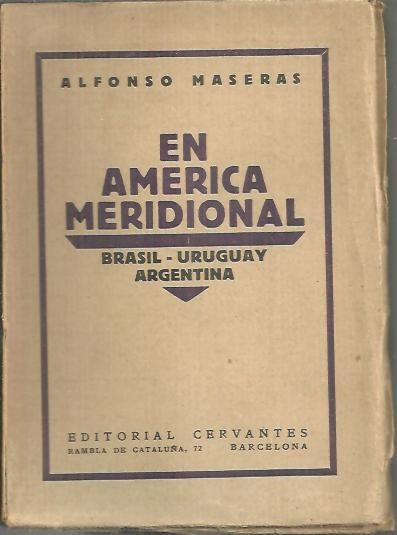 ALFONSO MASERAS
EN
AMERICA
MERIDIONAL
BRASIL - URUGUAY
ARGENTINA
EDITORIAL CERVANTES
RAMBLA DE CATALUÑA, 72 BARCELONA